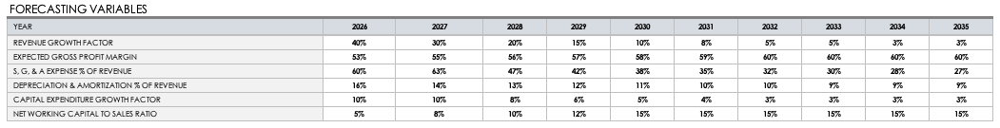 FORECASTING VARIABLES
YEAR 2026 2027 2028 2029 2030 2031 2032 2033 2034 2035
REVENUE GROWTH FACTOR 40% 30% 20% 15% 10% 8% 5% 5% 3% 3%
EXPECTED GROSS PROFIT MARGIN 53% 55% 56% 57% 58% 59% 60% 60% 60% 60%
S, G, & A EXPENSE % OF REVENUE 60% 63% 47% 42% 38% 35% 32% 30% 28% 27%
DEPRECIATION & AMORTIZATION % OF REVENUE 16% 14% 13% 12% 11% 10% 10% 9% 9% 9%
CAPITAL EXPENDITURE GROWTH FACTOR 10% 10% 8% 6% 5% 4% 3% 3% 3% 3%
NET WORKING CAPITAL TO SALES RATIO 5% 8% 10% 12% 15% 15% 15% 15% 15% 15%